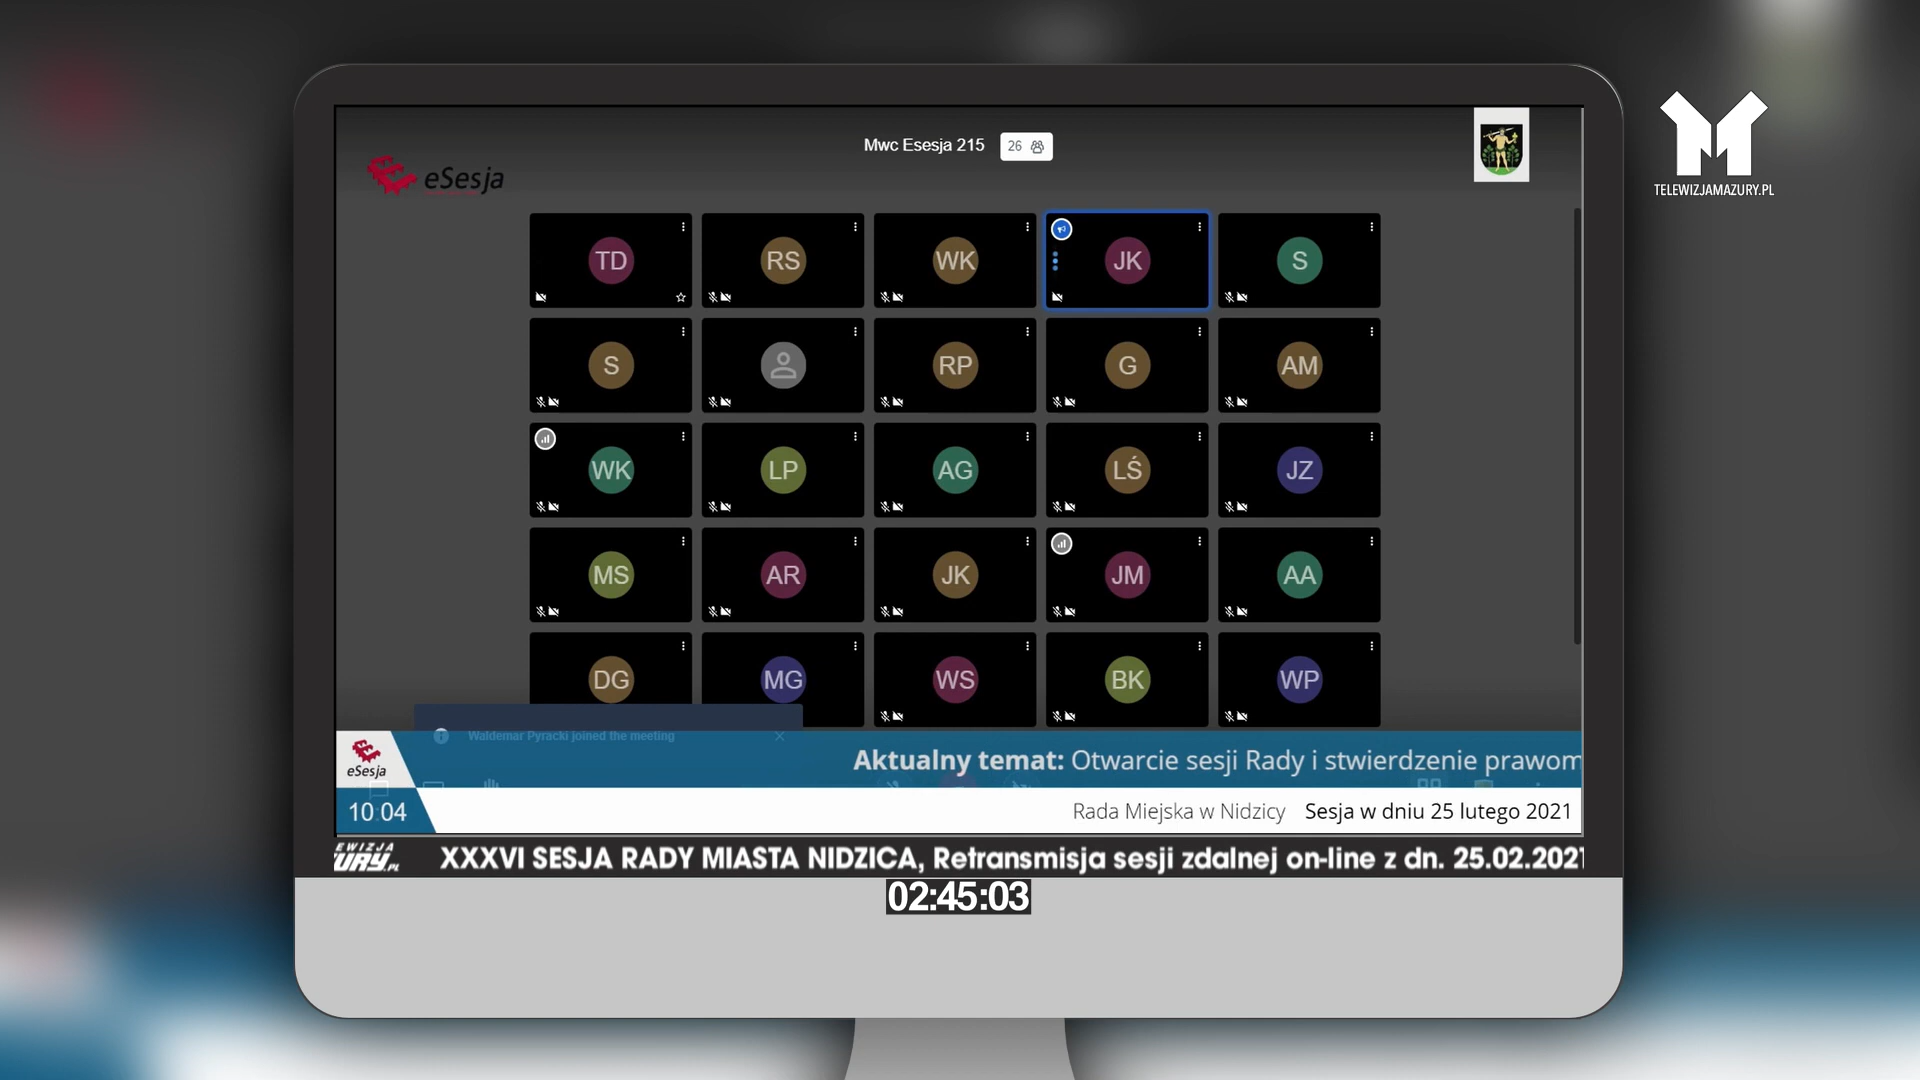 Mwc Esesja 215
26
eSesja
TELEWIZJAMAZURY.PL
TD
RS
WK
JK
S
S
RP
G
AM
WK
LP
AG
LŚ
JZ
MS
AR
JK
JM
AA
DG
MG
WS
BK
WP
Waldemar Pyracki joined the meeting
eSesja
Aktualny temat: Otwarcie sesji Rady i stwierdzenie prawom
10:04
Rada Miejska w Nidzicy Sesja w dniu 25 lutego 2021
EWIZJA
URY.PL
XXXVI SESJA RADY MIASTA NIDZICA, Retransmisja sesji zdalnej on-line z dn. 25.02.2021
02:45:03